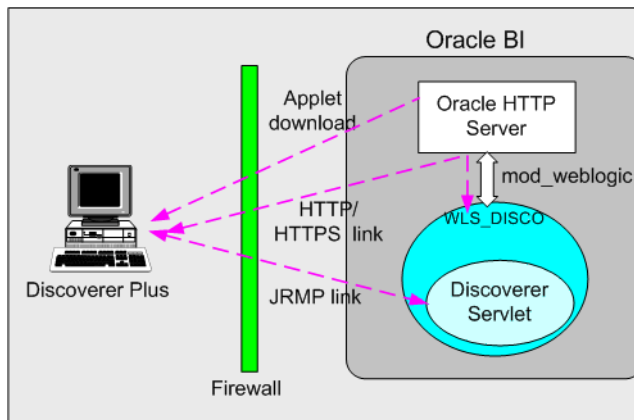 Oracle BI
Applet
download
Oracle HTTP
Server
mod_weblogic
HTTP/
HTTPS link
WLS_DISCO
Discoverer Plus
JRMP link
Discoverer
Servlet
Firewall